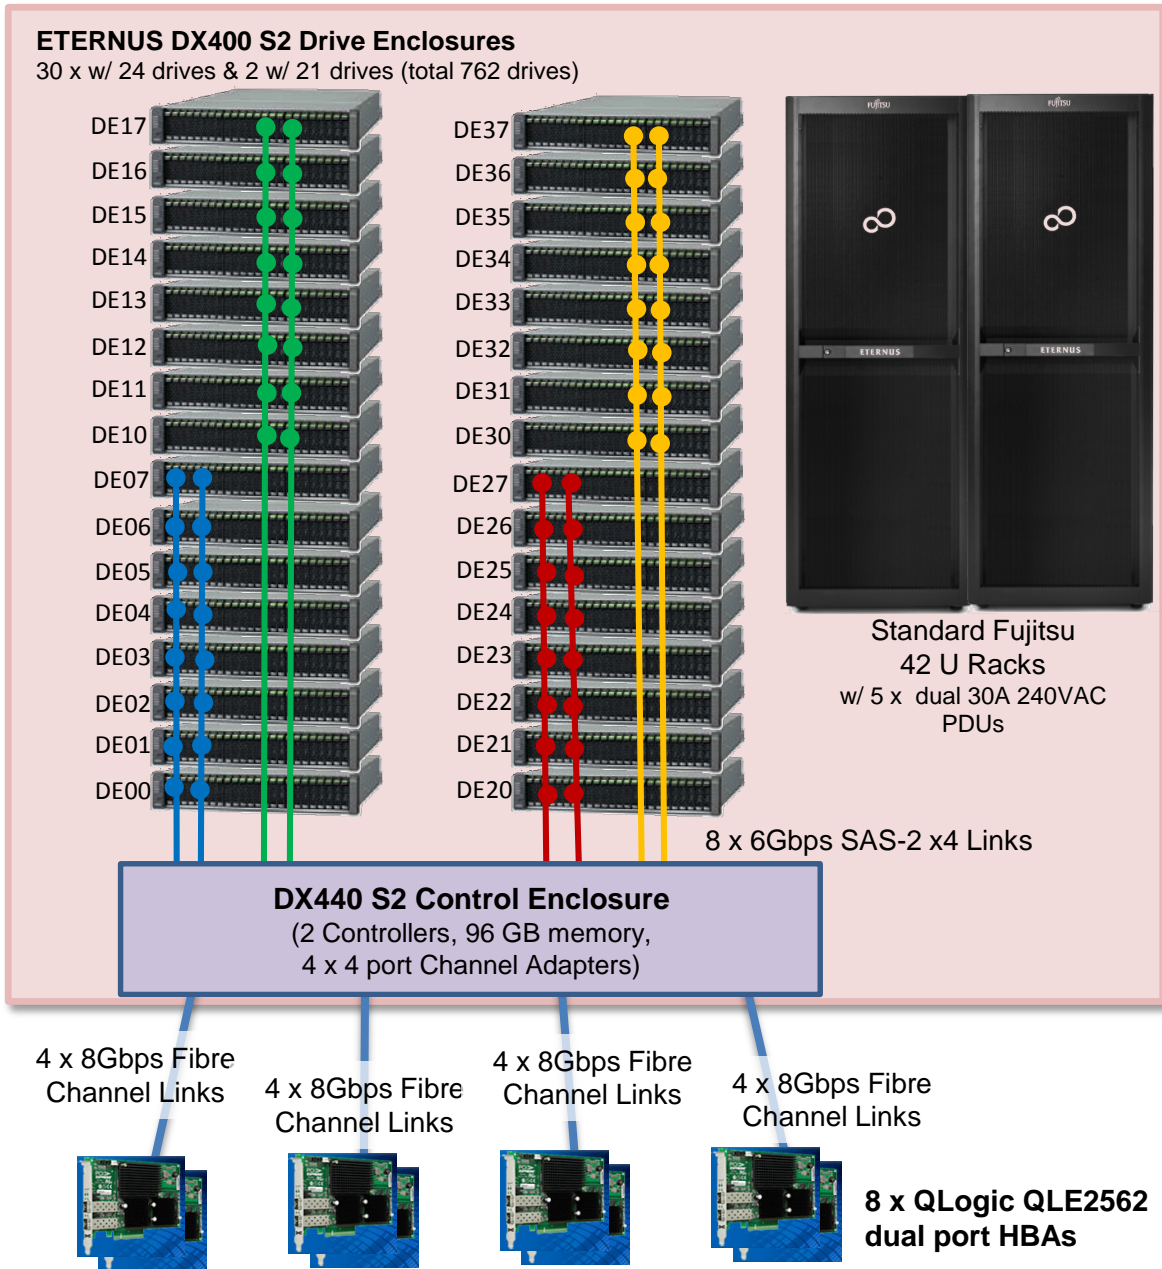 ETERNUS DX400 S2 Drive Enclosures
30 x w/ 24 drives & 2 w/ 21 drives (total 762 drives)
DE17
DE16
DE15
DE14
DE13
DE12
DE11
DE10
DE07
DE06
DE05
DE04
DE03
DE02
DE01
DE00
DE37
DE36
DE35
DE34
DE33
DE32
DE31
DE30
DE27
DE26
DE25
DE24
DE23
DE22
DE21
DE20
FUJITSU
FUJITSU
ETERNUS
ETERNUS
Standard Fujitsu
42 U Racks
w/ 5 x dual 30A 240VAC
PDUs
8 x 6Gbps SAS-2 x4 Links
DX440 S2 Control Enclosure
(2 Controllers, 96 GB memory,
4 x 4 port Channel Adapters)
4 x 8Gbps Fibre
Channel Links
4 x 8Gbps Fibre
Channel Links
4 x 8Gbps Fibre
Channel Links
4 x 8Gbps Fibre
Channel Links
8 x QLogic QLE2562
dual port HBAs